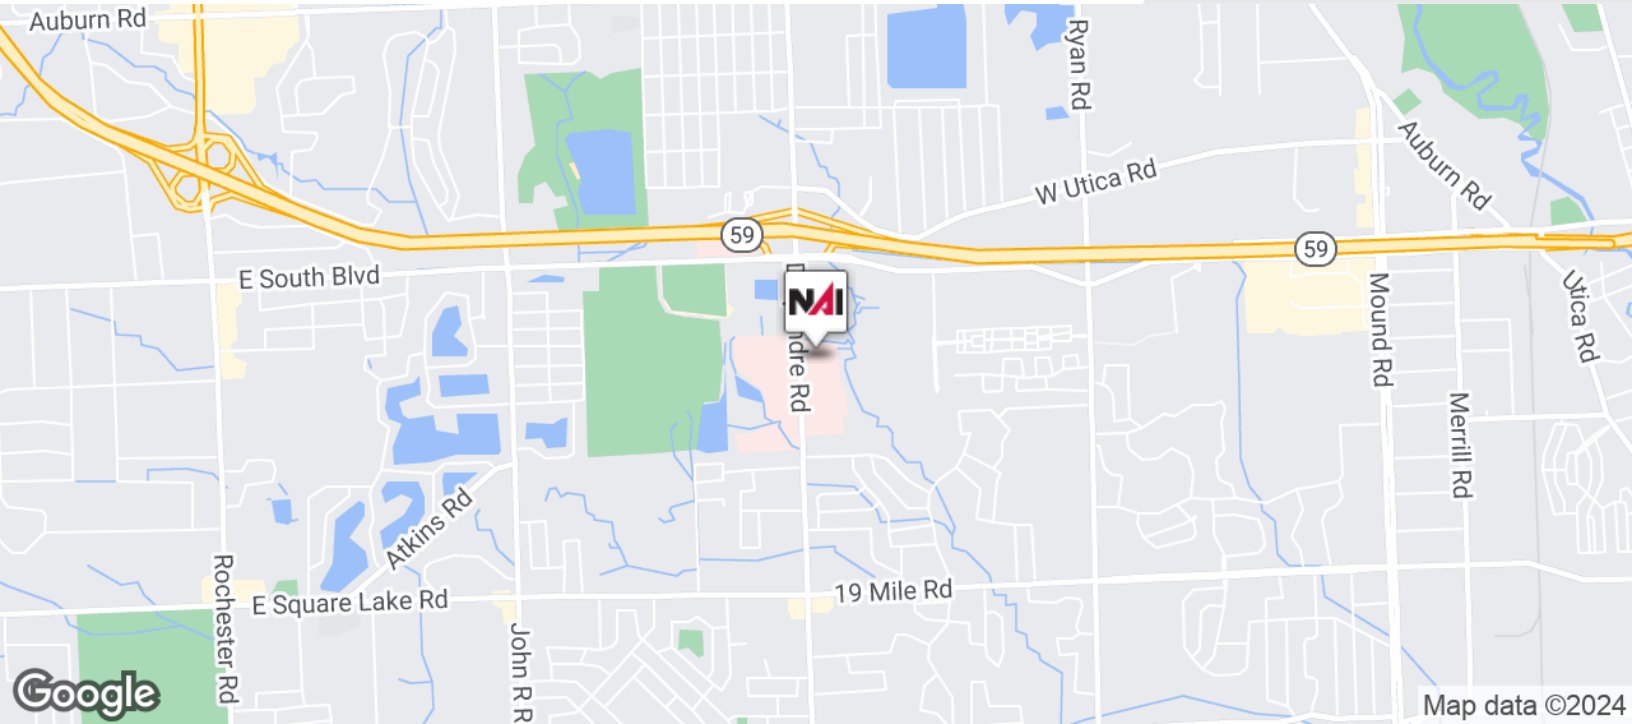 Auburn Rd
Ryan Rd
Auburn Rd
W Utica Rd
59
59
E South Blvd
Utica Rd
NAI
Mound Rd
ndre Rd
Merrill Rd
Atkins Rd
Rochester Rd
19 Mile Rd
E Square Lake Rd
John R R
Google
Map data ©2024